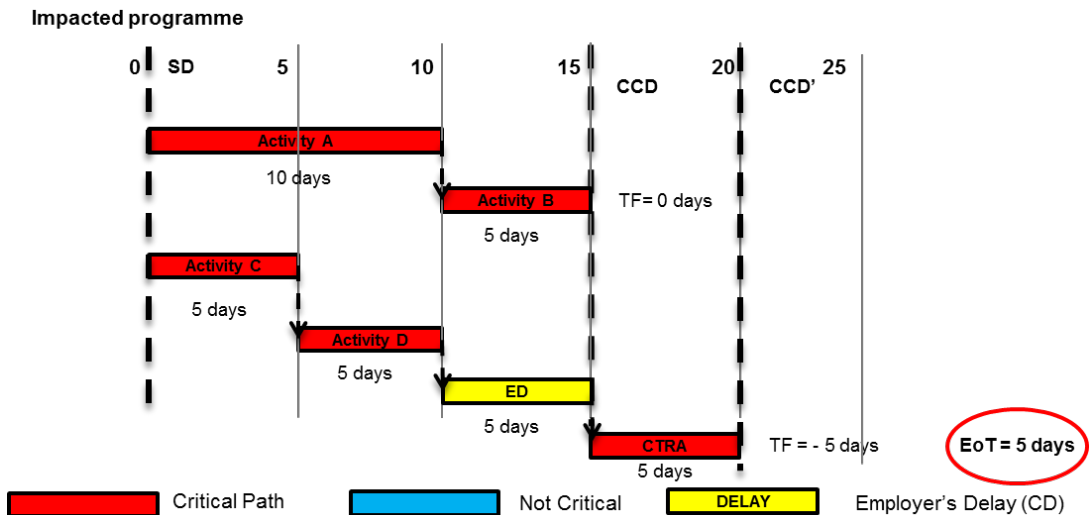 Impacted programme
0 SD 5 10 15 CCD 20 CCD' 25
Activity A
10 days
Activity B TF= 0 days
5 days
Activity C
5 days
Activity D
5 days
ED
5 days
CTRA TF = - 5 days EoT = 5 days
5 days
Critical Path Not Critical DELAY Employer's Delay (CD)